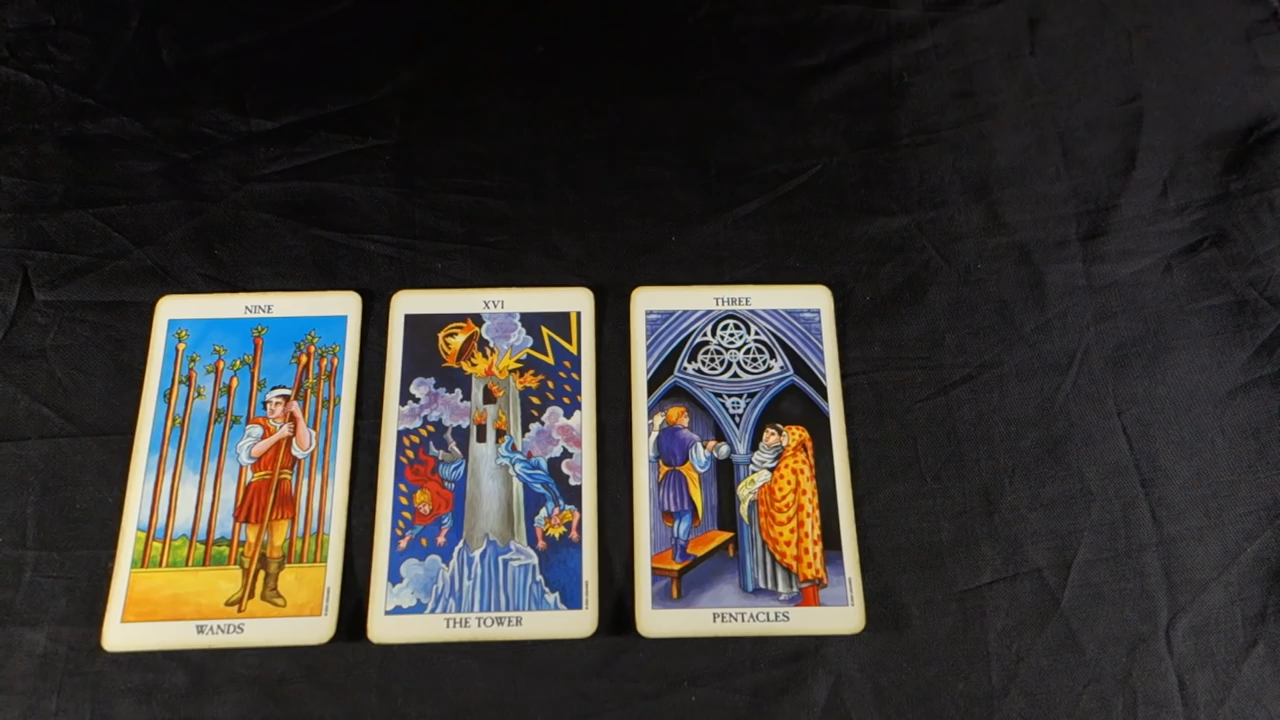 NINE
WANDS
XVI
THE TOWER
THREE
PENTACLES